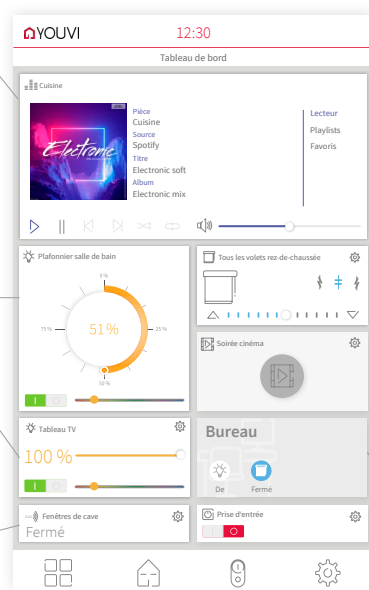 YOUVI
12:30
Tableau de bord
Cuisine
Electronic
Pièce
Cuisine
Source
Spotify
Titre
Electronic soft
Album
Electronic mix
Lecteur
Playlists
Favoris
Plafonnier salle de bain
0 %
75 %
51 %
25 %
50 %
Tous les volets rez-de-chaussée
Soirée cinéma
Tableau TV
100 %
Bureau
De
Fermé
Fenêtres de cave
Fermé
Prise d'entrée